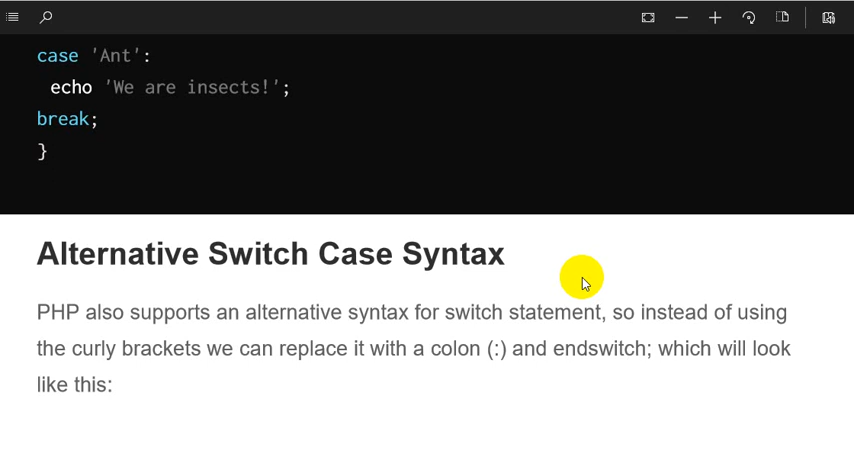 case 'Ant':
echo 'We are insects!';
break;
}
Alternative Switch Case Syntax
PHP also supports an alternative syntax for switch statement, so instead of using
the curly brackets we can replace it with a colon (:) and endswitch; which will look
like this: